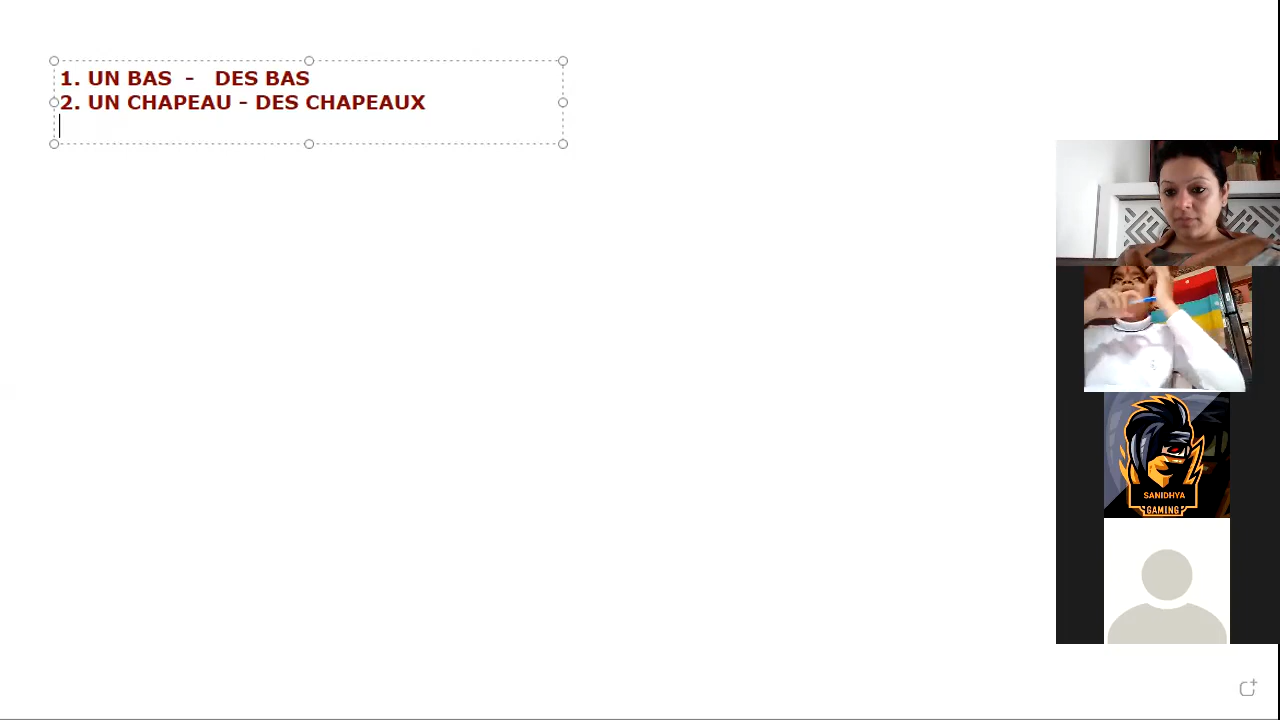 1. UN BAS - DES BAS
2. UN CHAPEAU - DES CHAPEAUX
SANIDHYA
GAMING